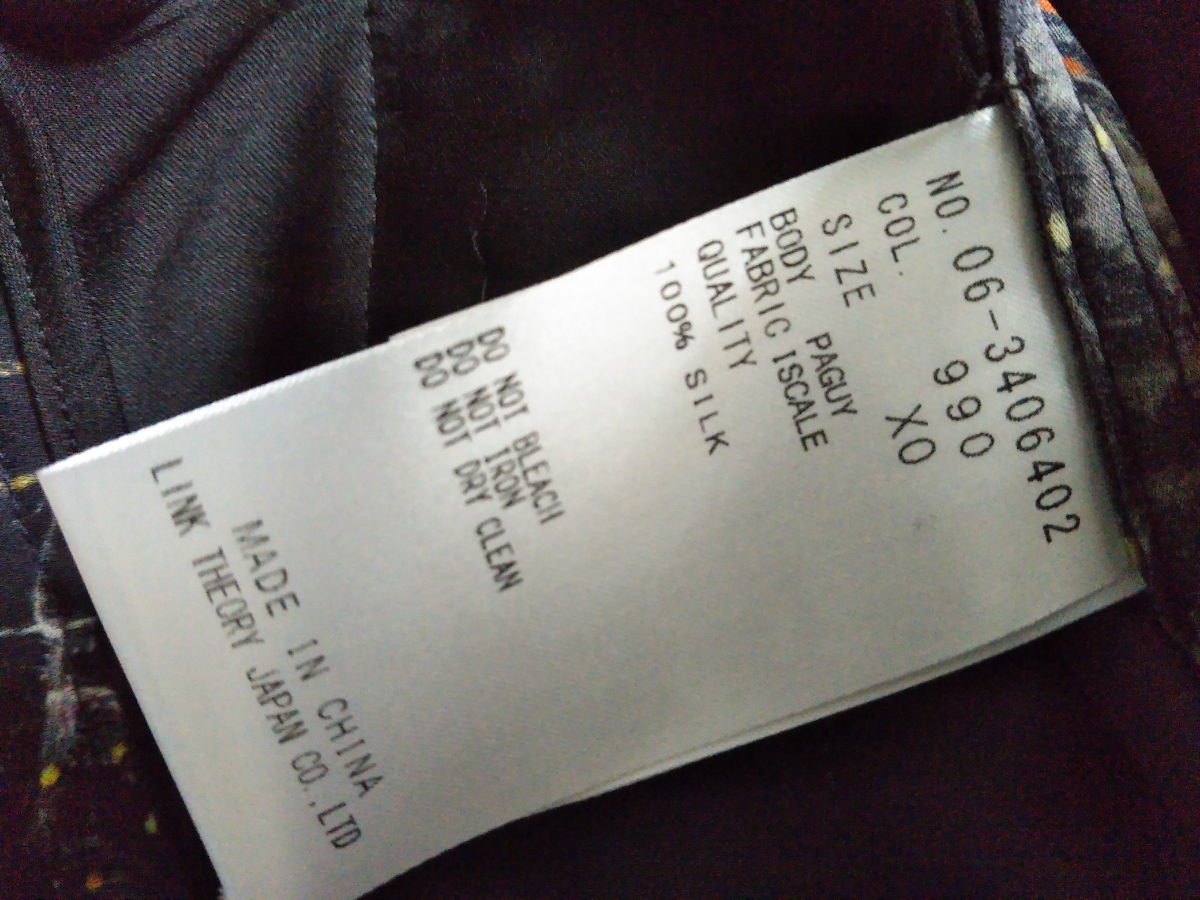 NO. 06-3406402
COL. 990
SIZE XO
BODY PAGUY
FABRIC ISCALE
QUALITY
100% SILK
DO NOT BLEACH
DO NOT IRON
DO NOT DRY CLEAN
MADE IN CHINA
LINK THEORY JAPAN CO.,LTD